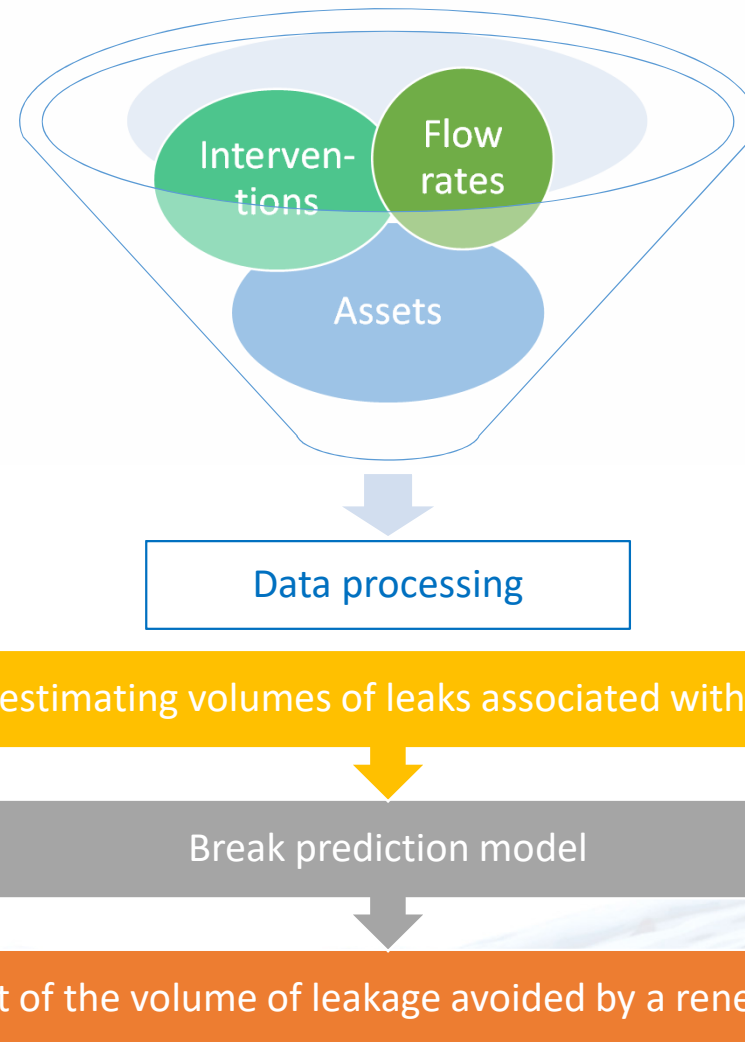 Interven-
tions
Flow
rates
Assets
Data processing
estimating volumes of leaks associated with
Break prediction model
t of the volume of leakage avoided by a rene